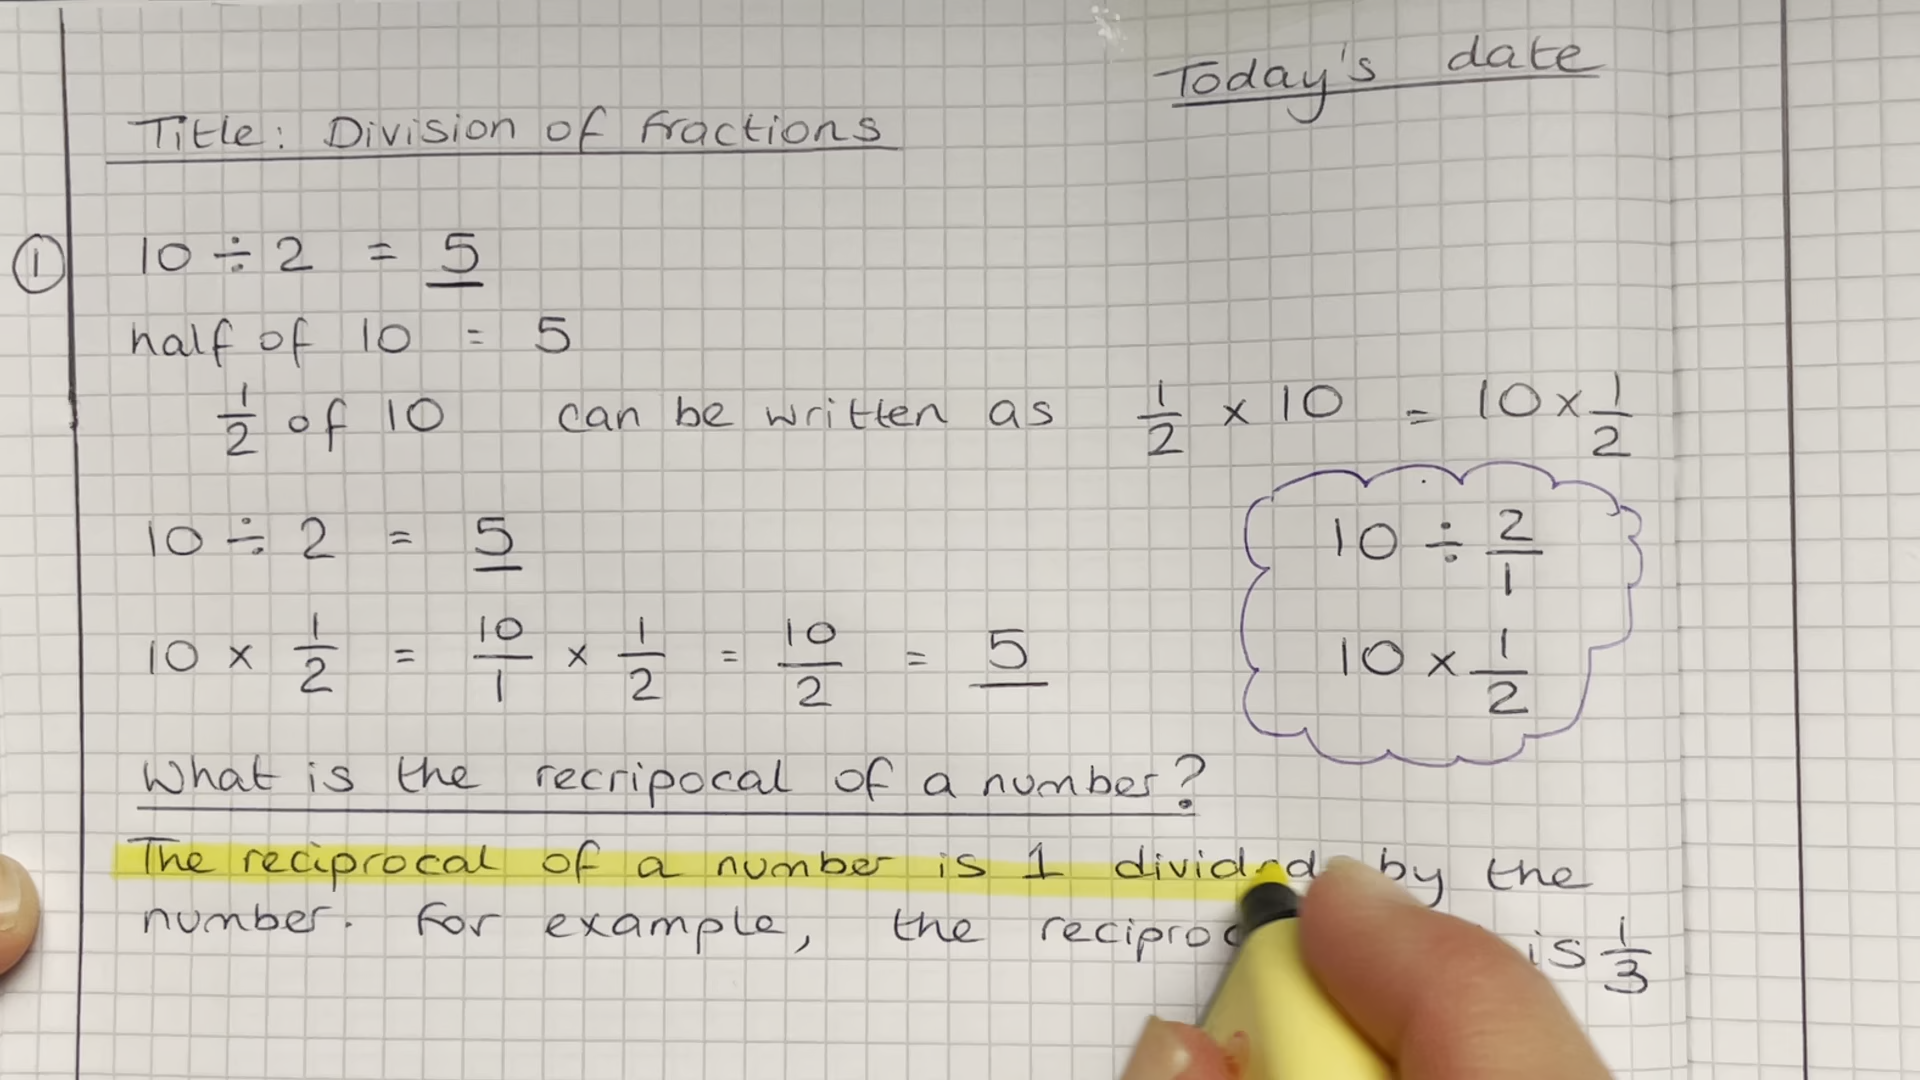 Today's date
Title: Division of fractions
① 10 ÷ 2 = 5
half of 10 = 5
1/2 of 10 can be written as 1/2 × 10 = 10 × 1/2
10 ÷ 2 = 5
10 ÷ 2/1
10 × 1/2 = 10/1 × 1/2 = 10/2 = 5
10 × 1/2
What is the recripocal of a number?
The reciprocal of a number is 1 divided by the
number. For example, the is 1/3